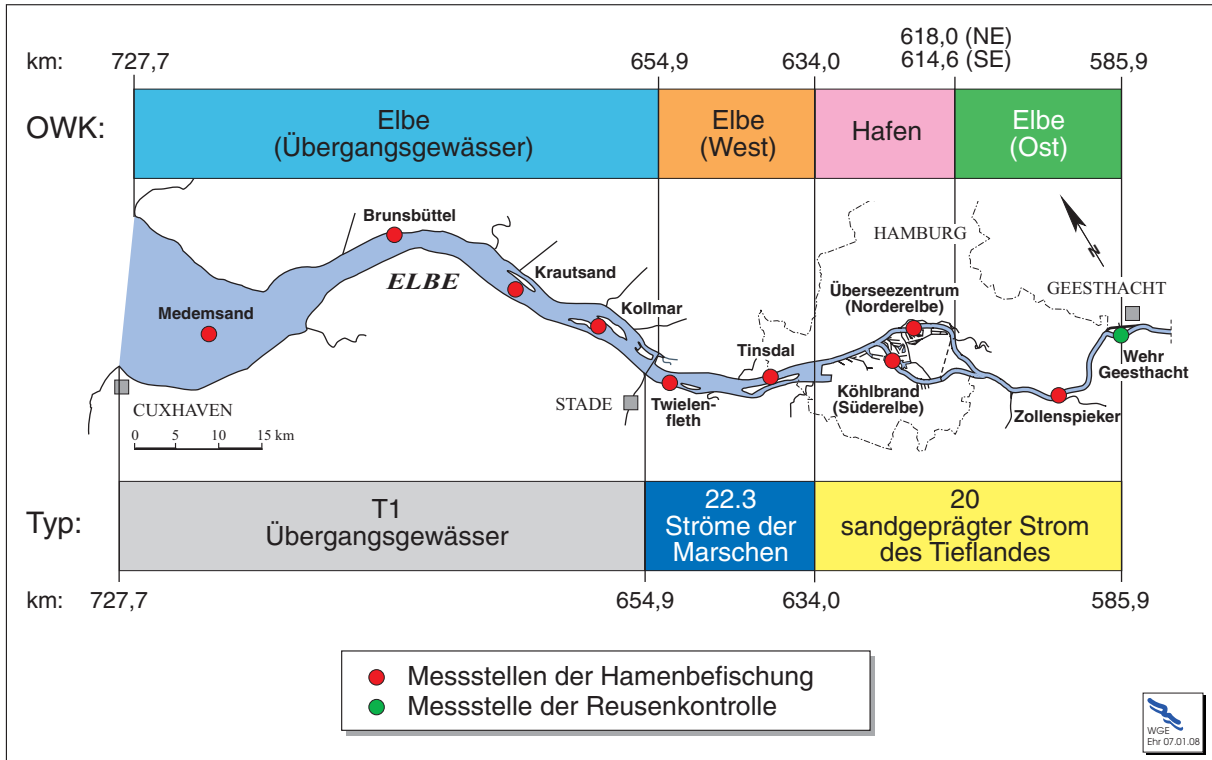 618,0 (NE)
km: 727,7 654,9 634,0 614,6 (SE) 585,9
OWK:
Elbe
(Übergangsgewässer)
Elbe
(West)
Hafen
Elbe
(Ost)
Brunsbüttel
HAMBURG
N
ELBE
Krautsand
Kollmar
Medemsand
Überseezentrum
(Norderelbe)
GEESTHACHT
Tinsdal
Wehr
Geesthacht
CUXHAVEN
STADE
Twielen-
fleth
Köhlbrand
(Süderelbe)
Zollenspieker
0 5 10 15 km
Typ:
T1
Übergangsgewässer
22.3
Ströme der
Marschen
20
sandgeprägter Strom
des Tieflandes
km: 727,7 654,9 634,0 585,9
Messstellen der Hamenbefischung
Messstelle der Reusenkontrolle
WGE
Ehr 07.01.08